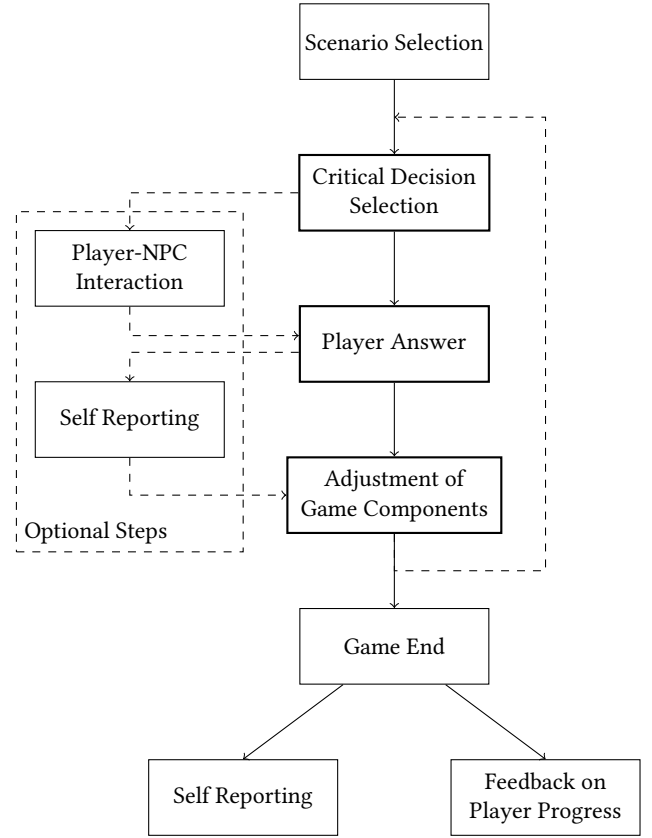 Scenario Selection
Critical Decision
Selection
Player-NPC
Interaction
Player Answer
Self Reporting
Adjustment of
Game Components
Optional Steps
Game End
Self Reporting
Feedback on
Player Progress